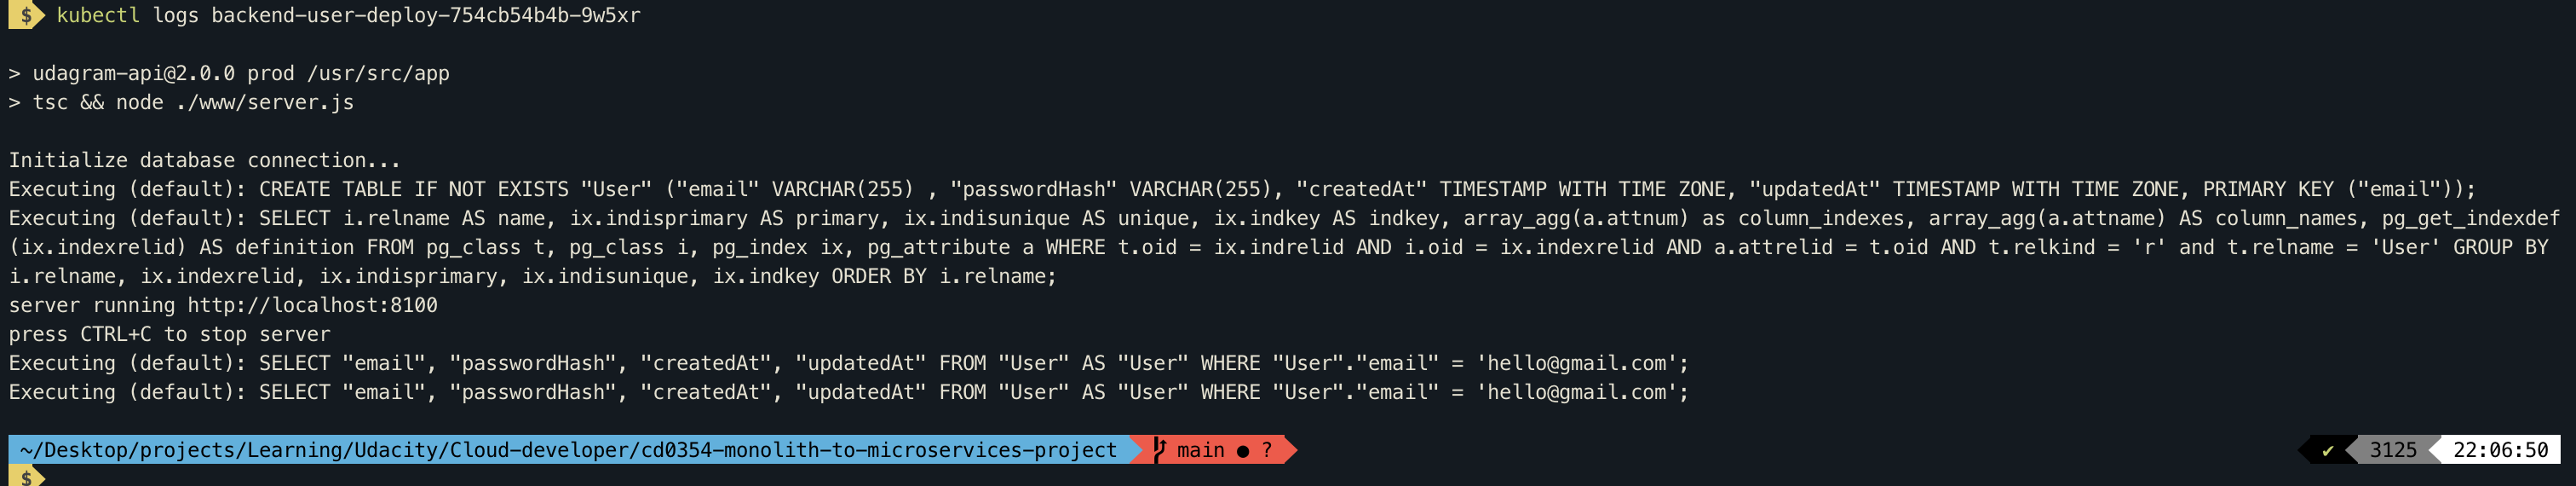 $ kubectl logs backend-user-deploy-754cb54b4b-9w5xr
> udagram-api@2.0.0 prod /usr/src/app
> tsc && node ./www/server.js
Initialize database connection...
Executing (default): CREATE TABLE IF NOT EXISTS "User" ("email" VARCHAR(255) , "passwordHash" VARCHAR(255), "createdAt" TIMESTAMP WITH TIME ZONE, "updatedAt" TIMESTAMP WITH TIME ZONE, PRIMARY KEY ("email"));
Executing (default): SELECT i.relname AS name, ix.indisprimary AS primary, ix.indisunique AS unique, ix.indkey AS indkey, array_agg(a.attnum) as column_indexes, array_agg(a.attname) AS column_names, pg_get_indexdef
(ix.indexrelid) AS definition FROM pg_class t, pg_class i, pg_index ix, pg_attribute a WHERE t.oid = ix.indrelid AND i.oid = ix.indexrelid AND a.attrelid = t.oid AND t.relkind = 'r' and t.relname = 'User' GROUP BY
i.relname, ix.indexrelid, ix.indisprimary, ix.indisunique, ix.indkey ORDER BY i.relname;
server running http://localhost:8100
press CTRL+C to stop server
Executing (default): SELECT "email", "passwordHash", "createdAt", "updatedAt" FROM "User" AS "User" WHERE "User"."email" = 'hello@gmail.com';
Executing (default): SELECT "email", "passwordHash", "createdAt", "updatedAt" FROM "User" AS "User" WHERE "User"."email" = 'hello@gmail.com';
~/Desktop/projects/Learning/Udacity/Cloud-developer/cd0354-monolith-to-microservices-project main ● ? ✔ 3125 22:06:50
$